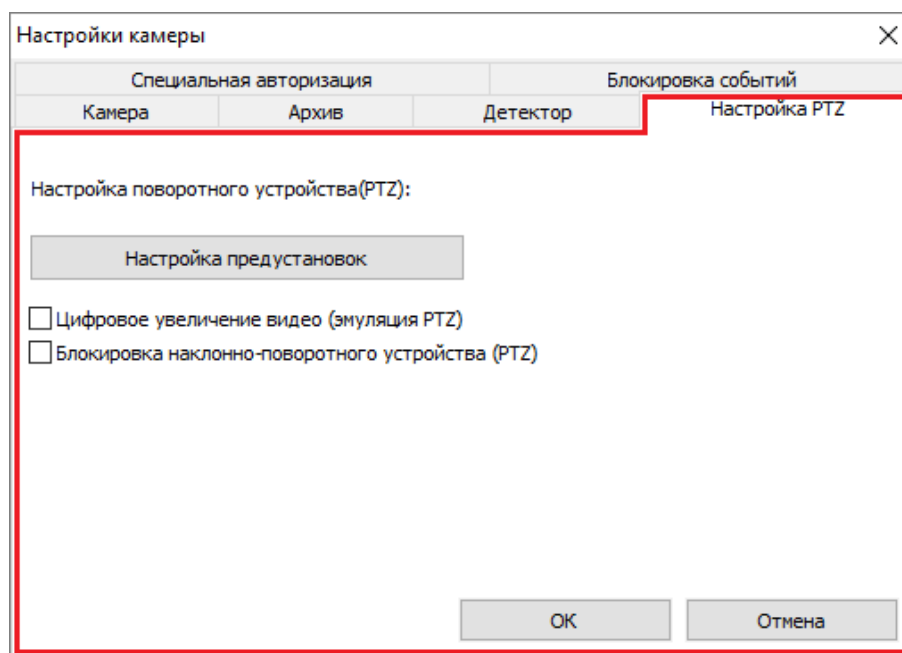 Настройки камеры
Специальная авторизация Блокировка событий
Камера Архив Детектор Настройка PTZ
Настройка поворотного устройства(PTZ):
Настройка предустановок
Цифровое увеличение видео (эмуляция PTZ)
Блокировка наклонно-поворотного устройства (PTZ)
OK Отмена